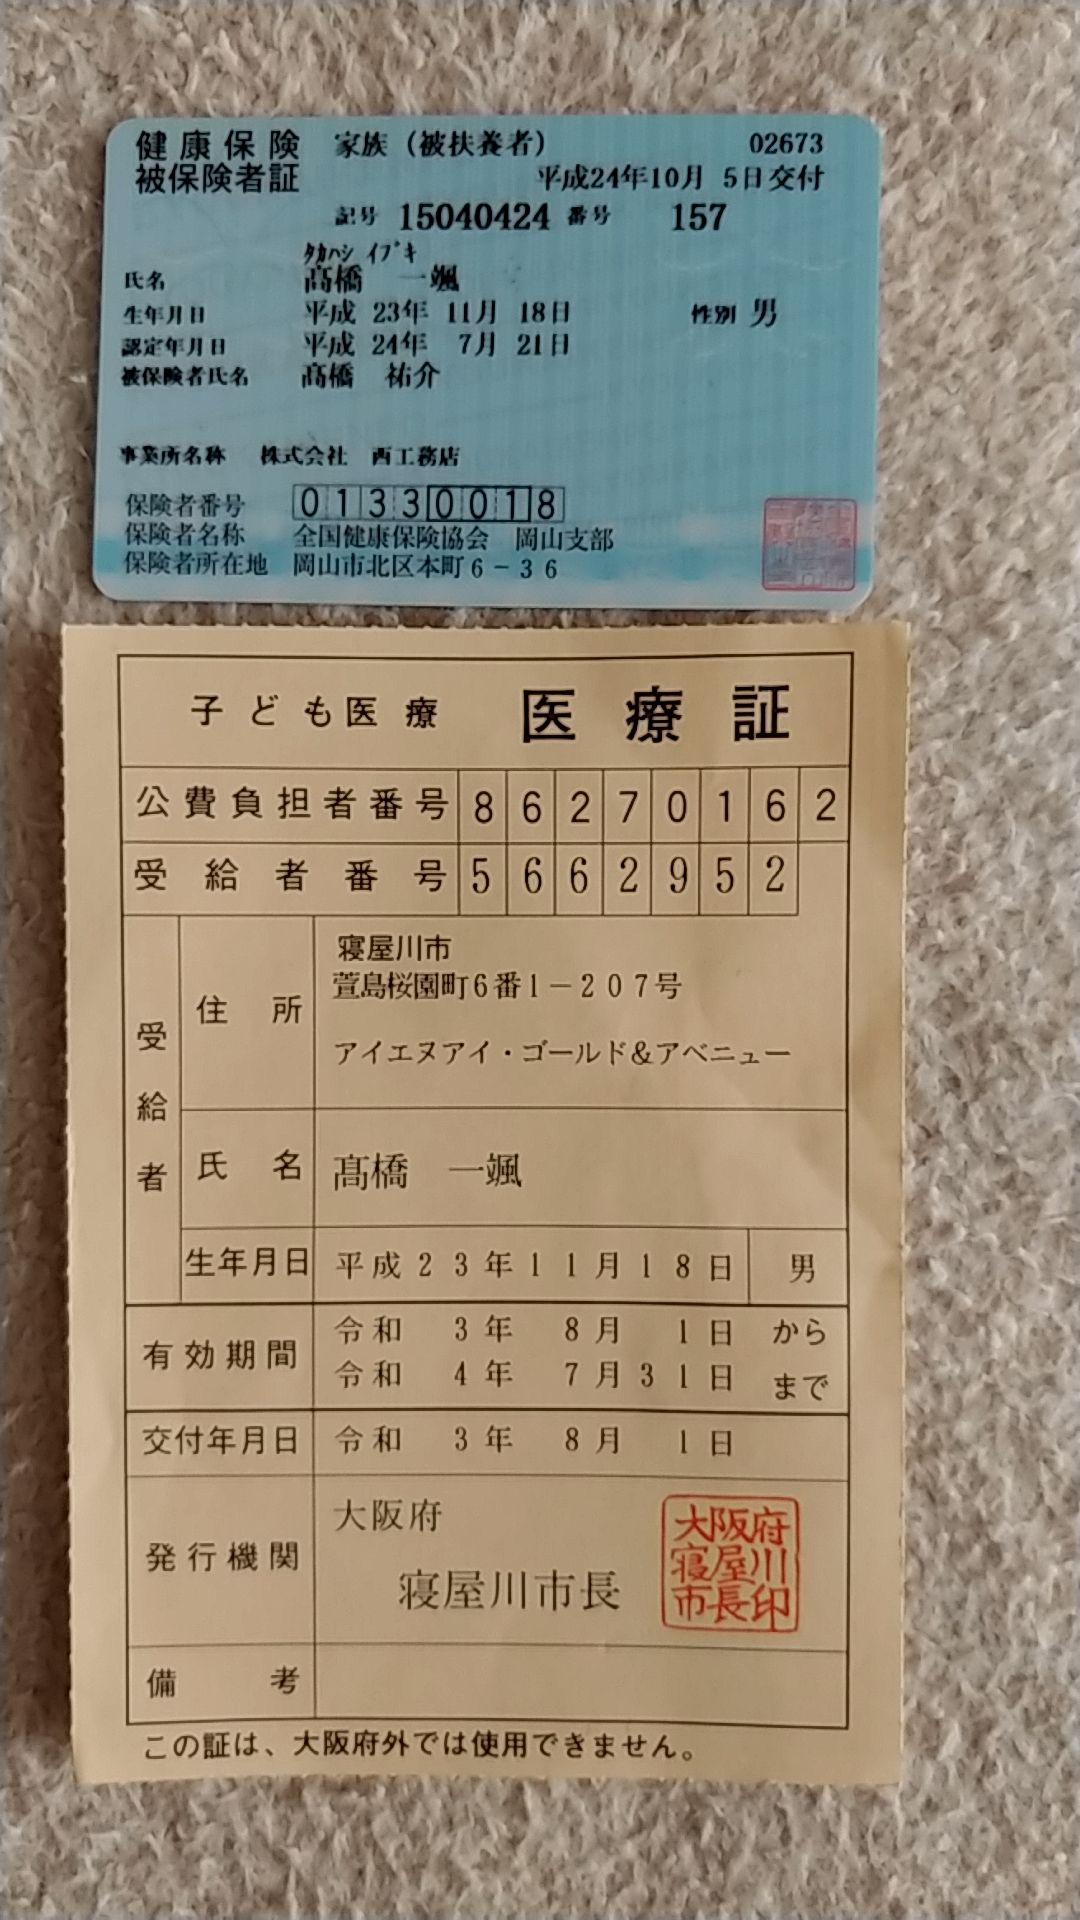 健康保険 家族（被扶養者） 02673
被保険者証 平成24年10月 5日交付
記号 15040424 番号 157
ﾀｶﾊｼ ｲﾌﾞｷ
氏名 髙橋 一颯
生年月日 平成 23年 11月 18日 性別 男
認定年月日 平成 24年 7月 21日
被保険者氏名 髙橋 祐介
事業所名称 株式会社 西工務店
保険者番号 01330018
保険者名称 全国健康保険協会 岡山支部
保険者所在地 岡山市北区本町6－36
子ども医療 医療証
公費負担者番号 86270162
受給者番号 5662952
受給者
住所 寝屋川市
萱島桜園町6番1－207号
アイエヌアイ・ゴールド＆アベニュー
氏名 髙橋 一颯
生年月日 平成23年11月18日 男
有効期間 令和 3年 8月 1日 から
令和 4年 7月31日 まで
交付年月日 令和 3年 8月 1日
発行機関 大阪府
寝屋川市長
大阪府
寝屋川
市長印
備考
この証は、大阪府外では使用できません。